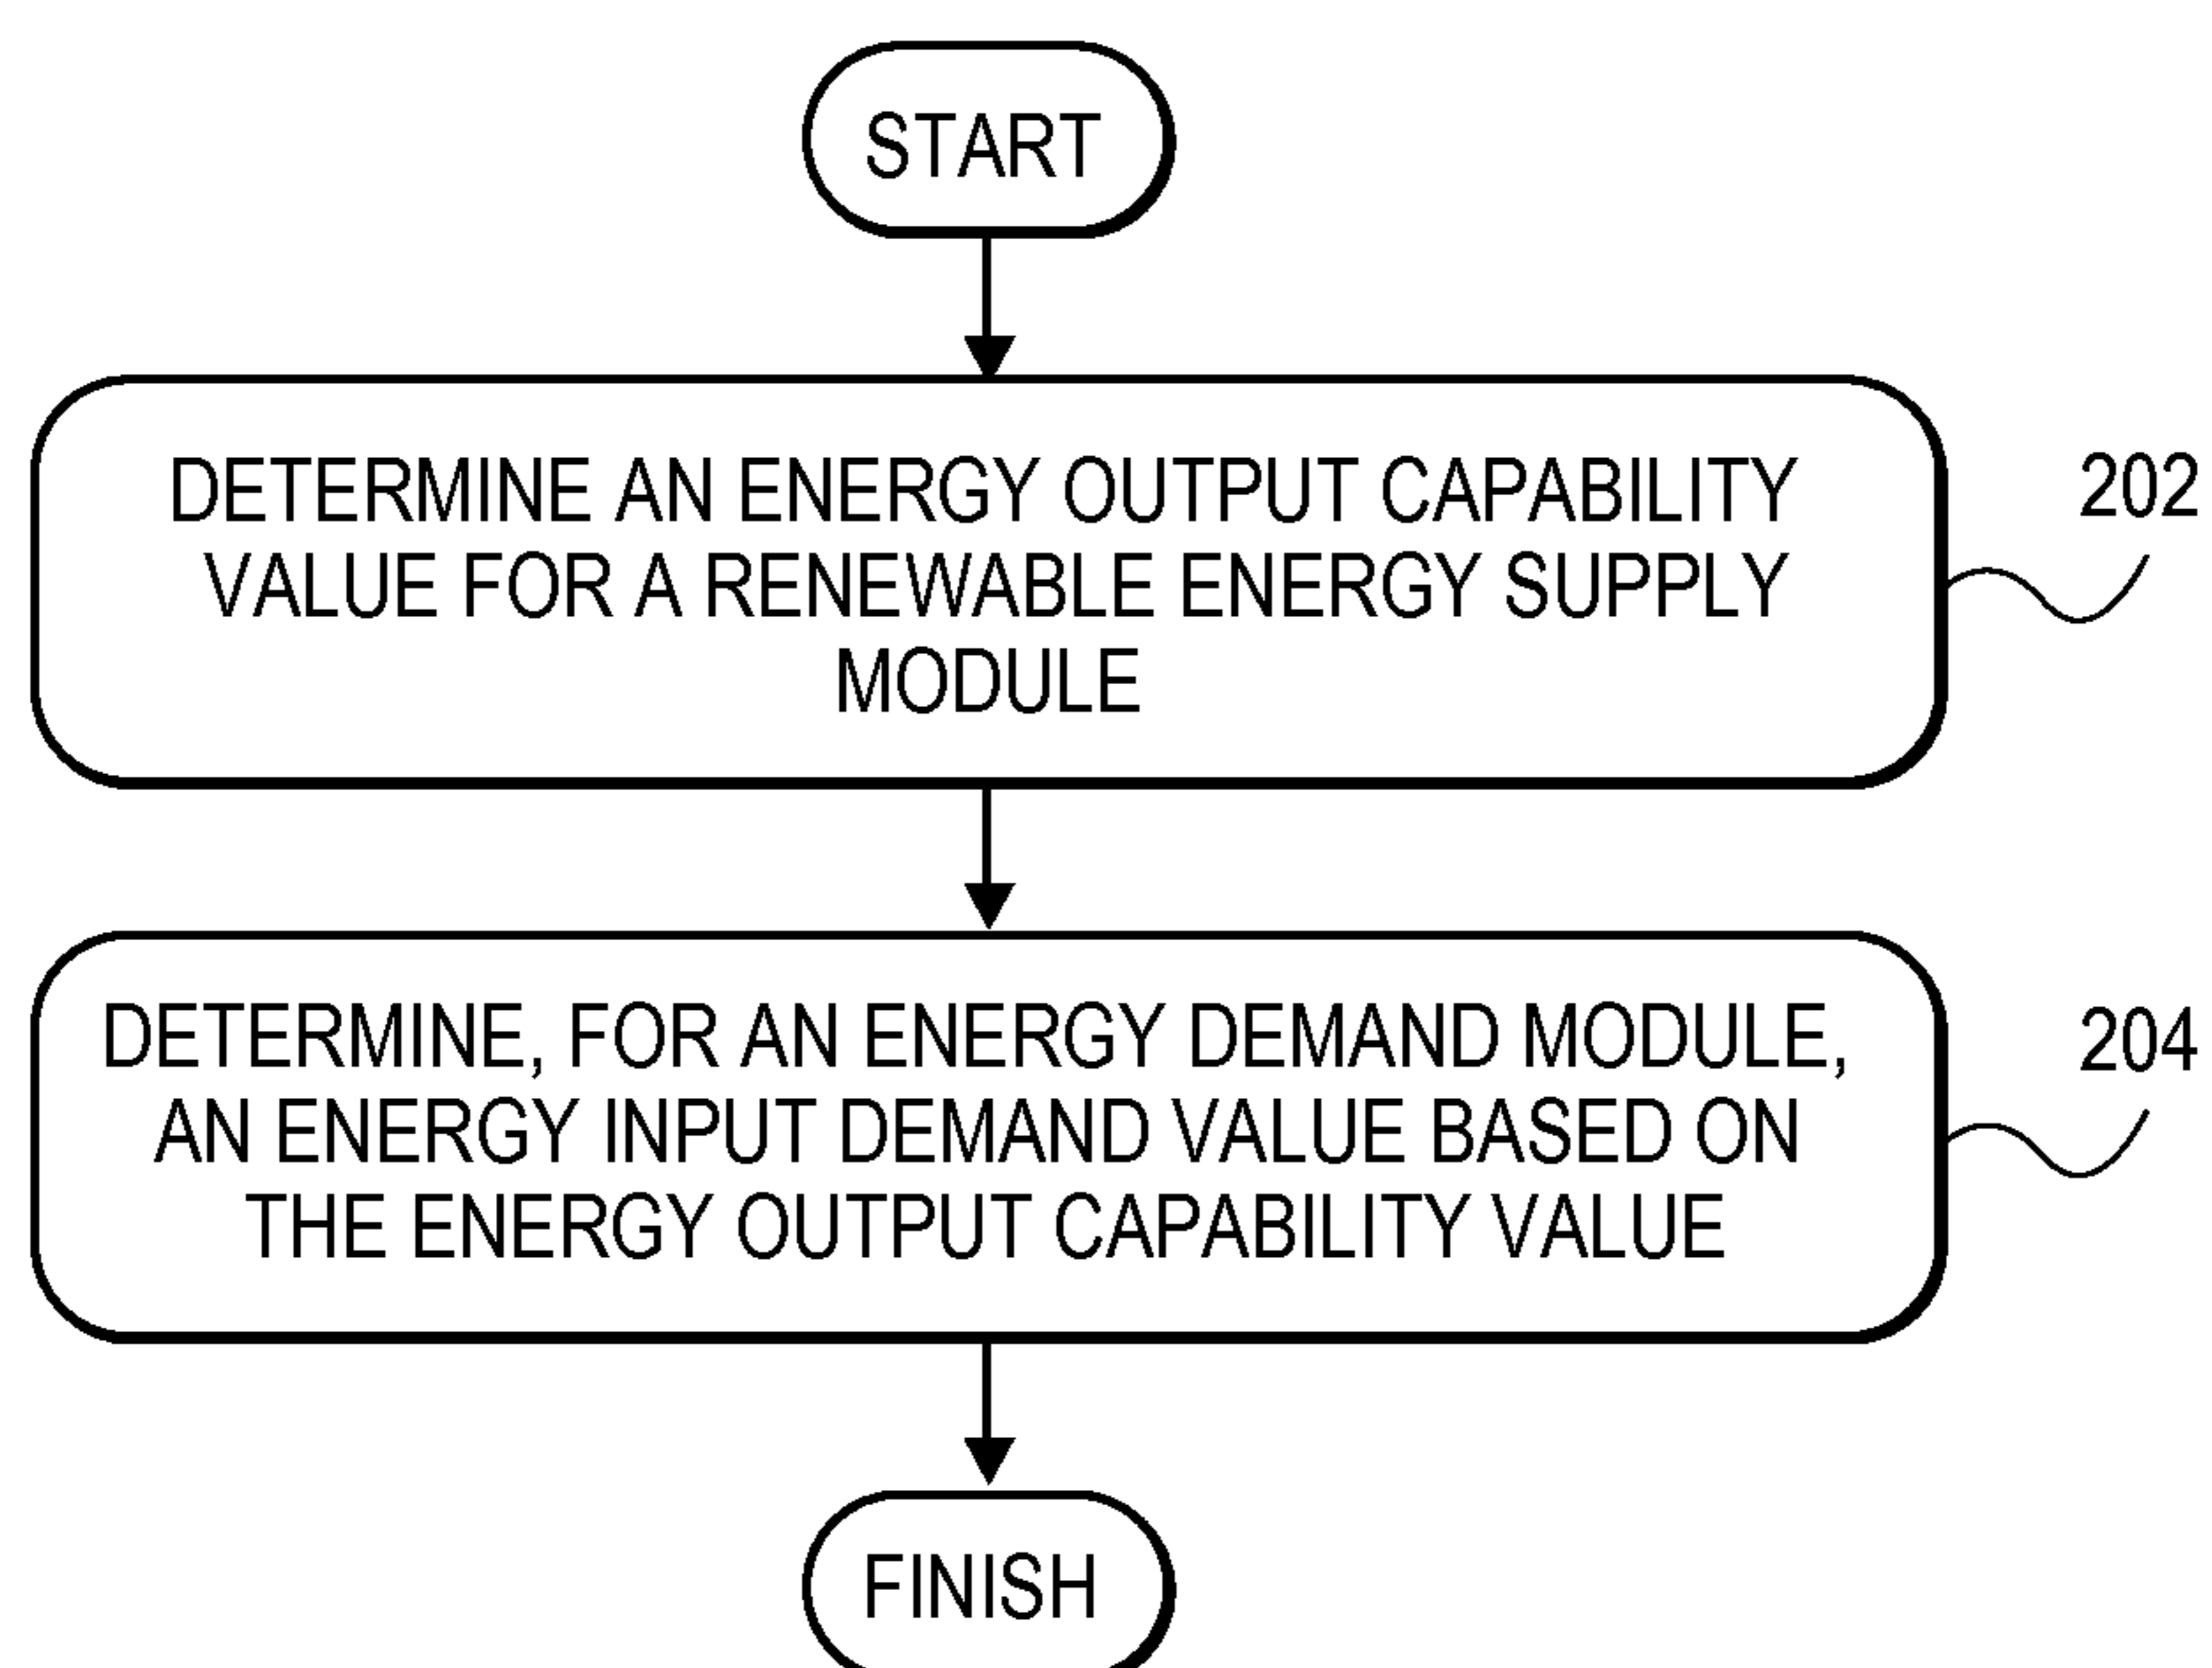 START
DETERMINE AN ENERGY OUTPUT CAPABILITY
VALUE FOR A RENEWABLE ENERGY SUPPLY
MODULE
202
DETERMINE, FOR AN ENERGY DEMAND MODULE,
AN ENERGY INPUT DEMAND VALUE BASED ON
THE ENERGY OUTPUT CAPABILITY VALUE
204
FINISH